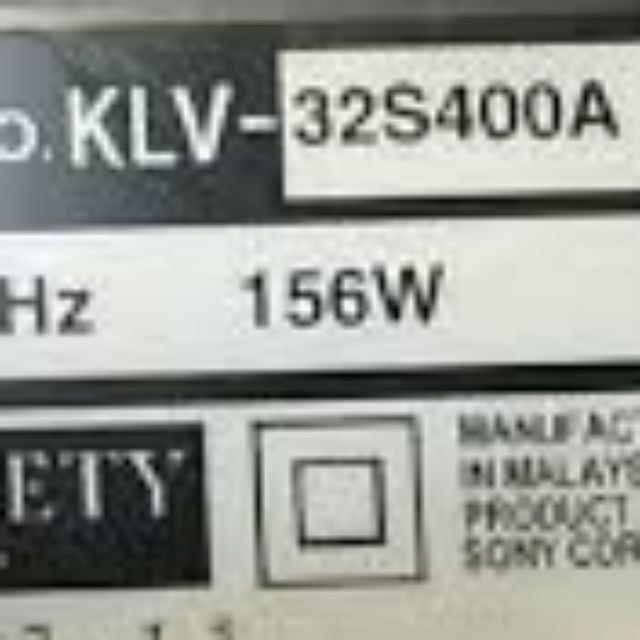 o. KLV-32S400A
Hz 156W
ETY
MANUFACT
IN MALAYS
PRODUCT
SONY COR